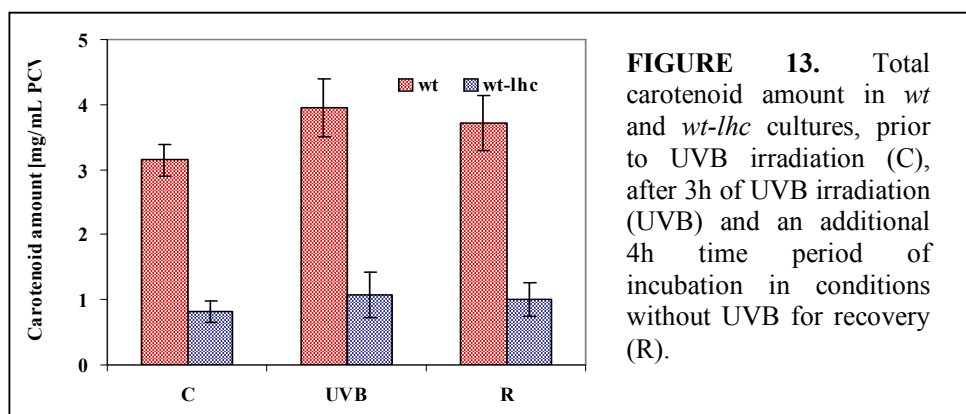 5
4
3
2
1
0
Carotenoid amount [mg/mL PCV
wt
wt-lhc
C
UVB
R
FIGURE 13. Total
carotenoid amount in wt
and wt-lhc cultures, prior
to UVB irradiation (C),
after 3h of UVB irradiation
(UVB) and an additional
4h time period of
incubation in conditions
without UVB for recovery
(R).